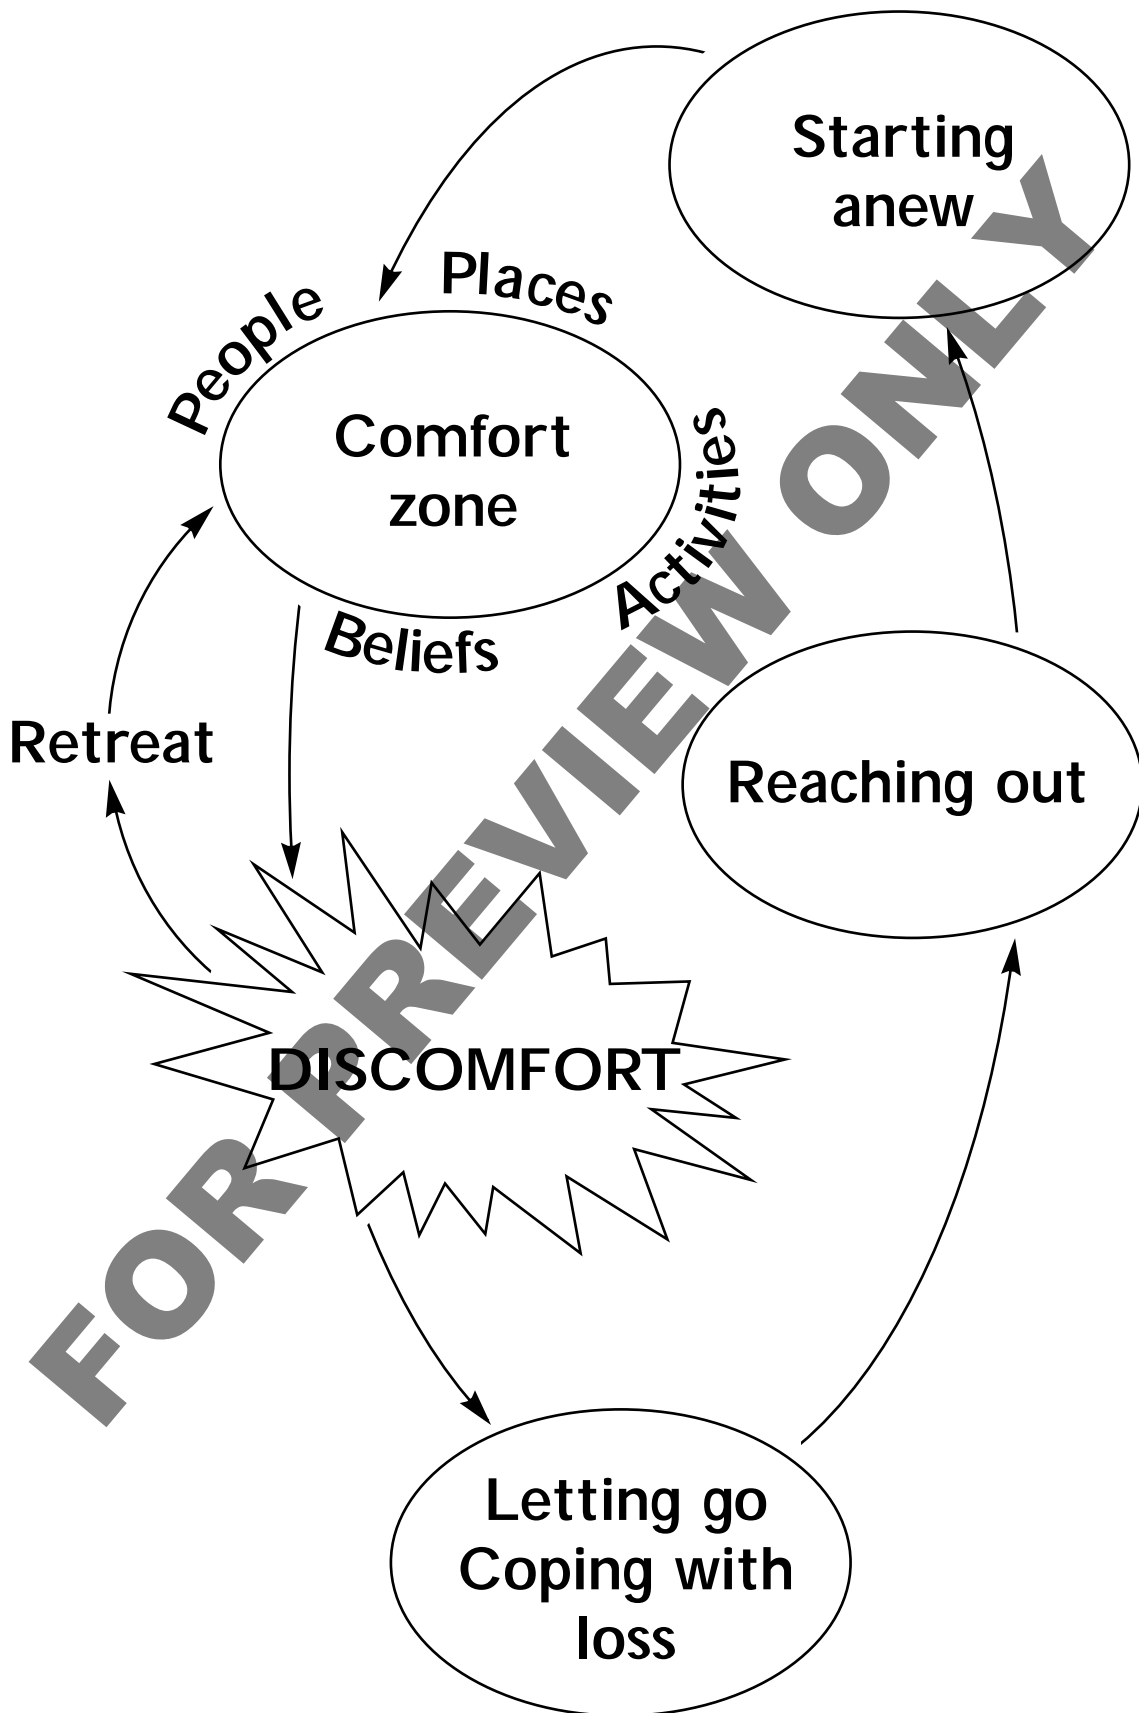 Starting
anew
People
Places
Comfort
zone
Activities
Beliefs
Retreat
Reaching out
DISCOMFORT
Letting go
Coping with
loss
FOR PREVIEW ONLY